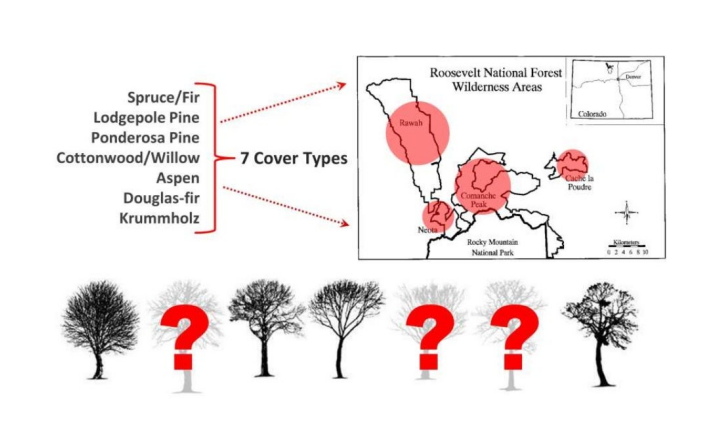 Spruce/Fir
Lodgepole Pine
Ponderosa Pine
Cottonwood/Willow
Aspen
Douglas-fir
Krummholz
7 Cover Types
Roosevelt National Forest
Wilderness Areas
Denver
Colorado
Rawah
Cache la
Poudre
Comanche
Peak
Neota
Rocky Mountain
National Park
Kilometers
0 2 4 6 8 10
?
?
?